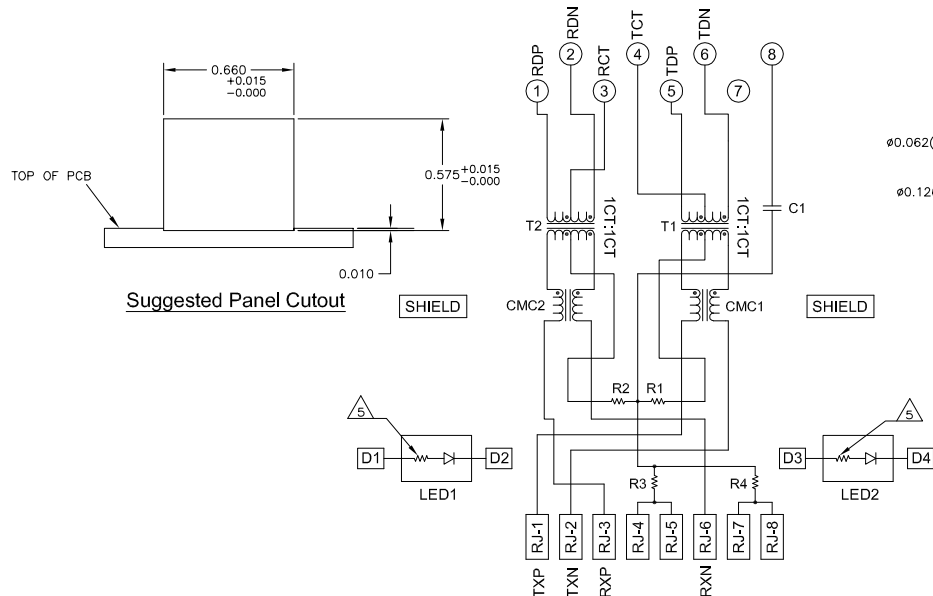 0.660
+0.015
-0.000
TOP OF PCB
0.575
+0.015
-0.000
0.010
Suggested Panel Cutout
SHIELD
RDP
RDN
RCT
TCT
TDP
TDN
1
2
3
4
5
6
7
8
T2
1CT:1CT
T1
1CT:1CT
C1
CMC2
CMC1
SHIELD
R2
R1
R3
R4
5
D1
D2
LED1
5
D3
D4
LED2
RJ-1
RJ-2
RJ-3
RJ-4
RJ-5
RJ-6
RJ-7
RJ-8
TXP
TXN
RXP
RXN
ø0.062(
ø0.12